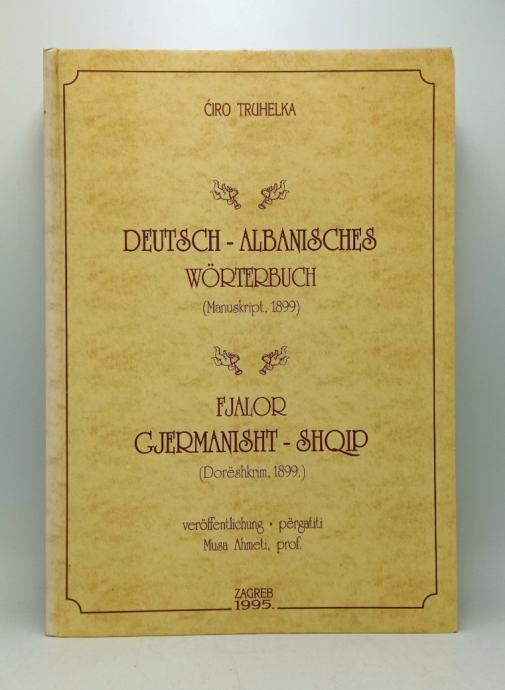 ĆIRO TRUHELKA
DEUTSCH - ALBANISCHES
WÖRTERBUCH
(Manuskript, 1899)
FJALOR
GJERMANISHT - SHQIP
(Dorëshkrim, 1899.)
veröffentlichung • përgatiti
Musa Ahmeti, prof.
ZAGREB
1995.